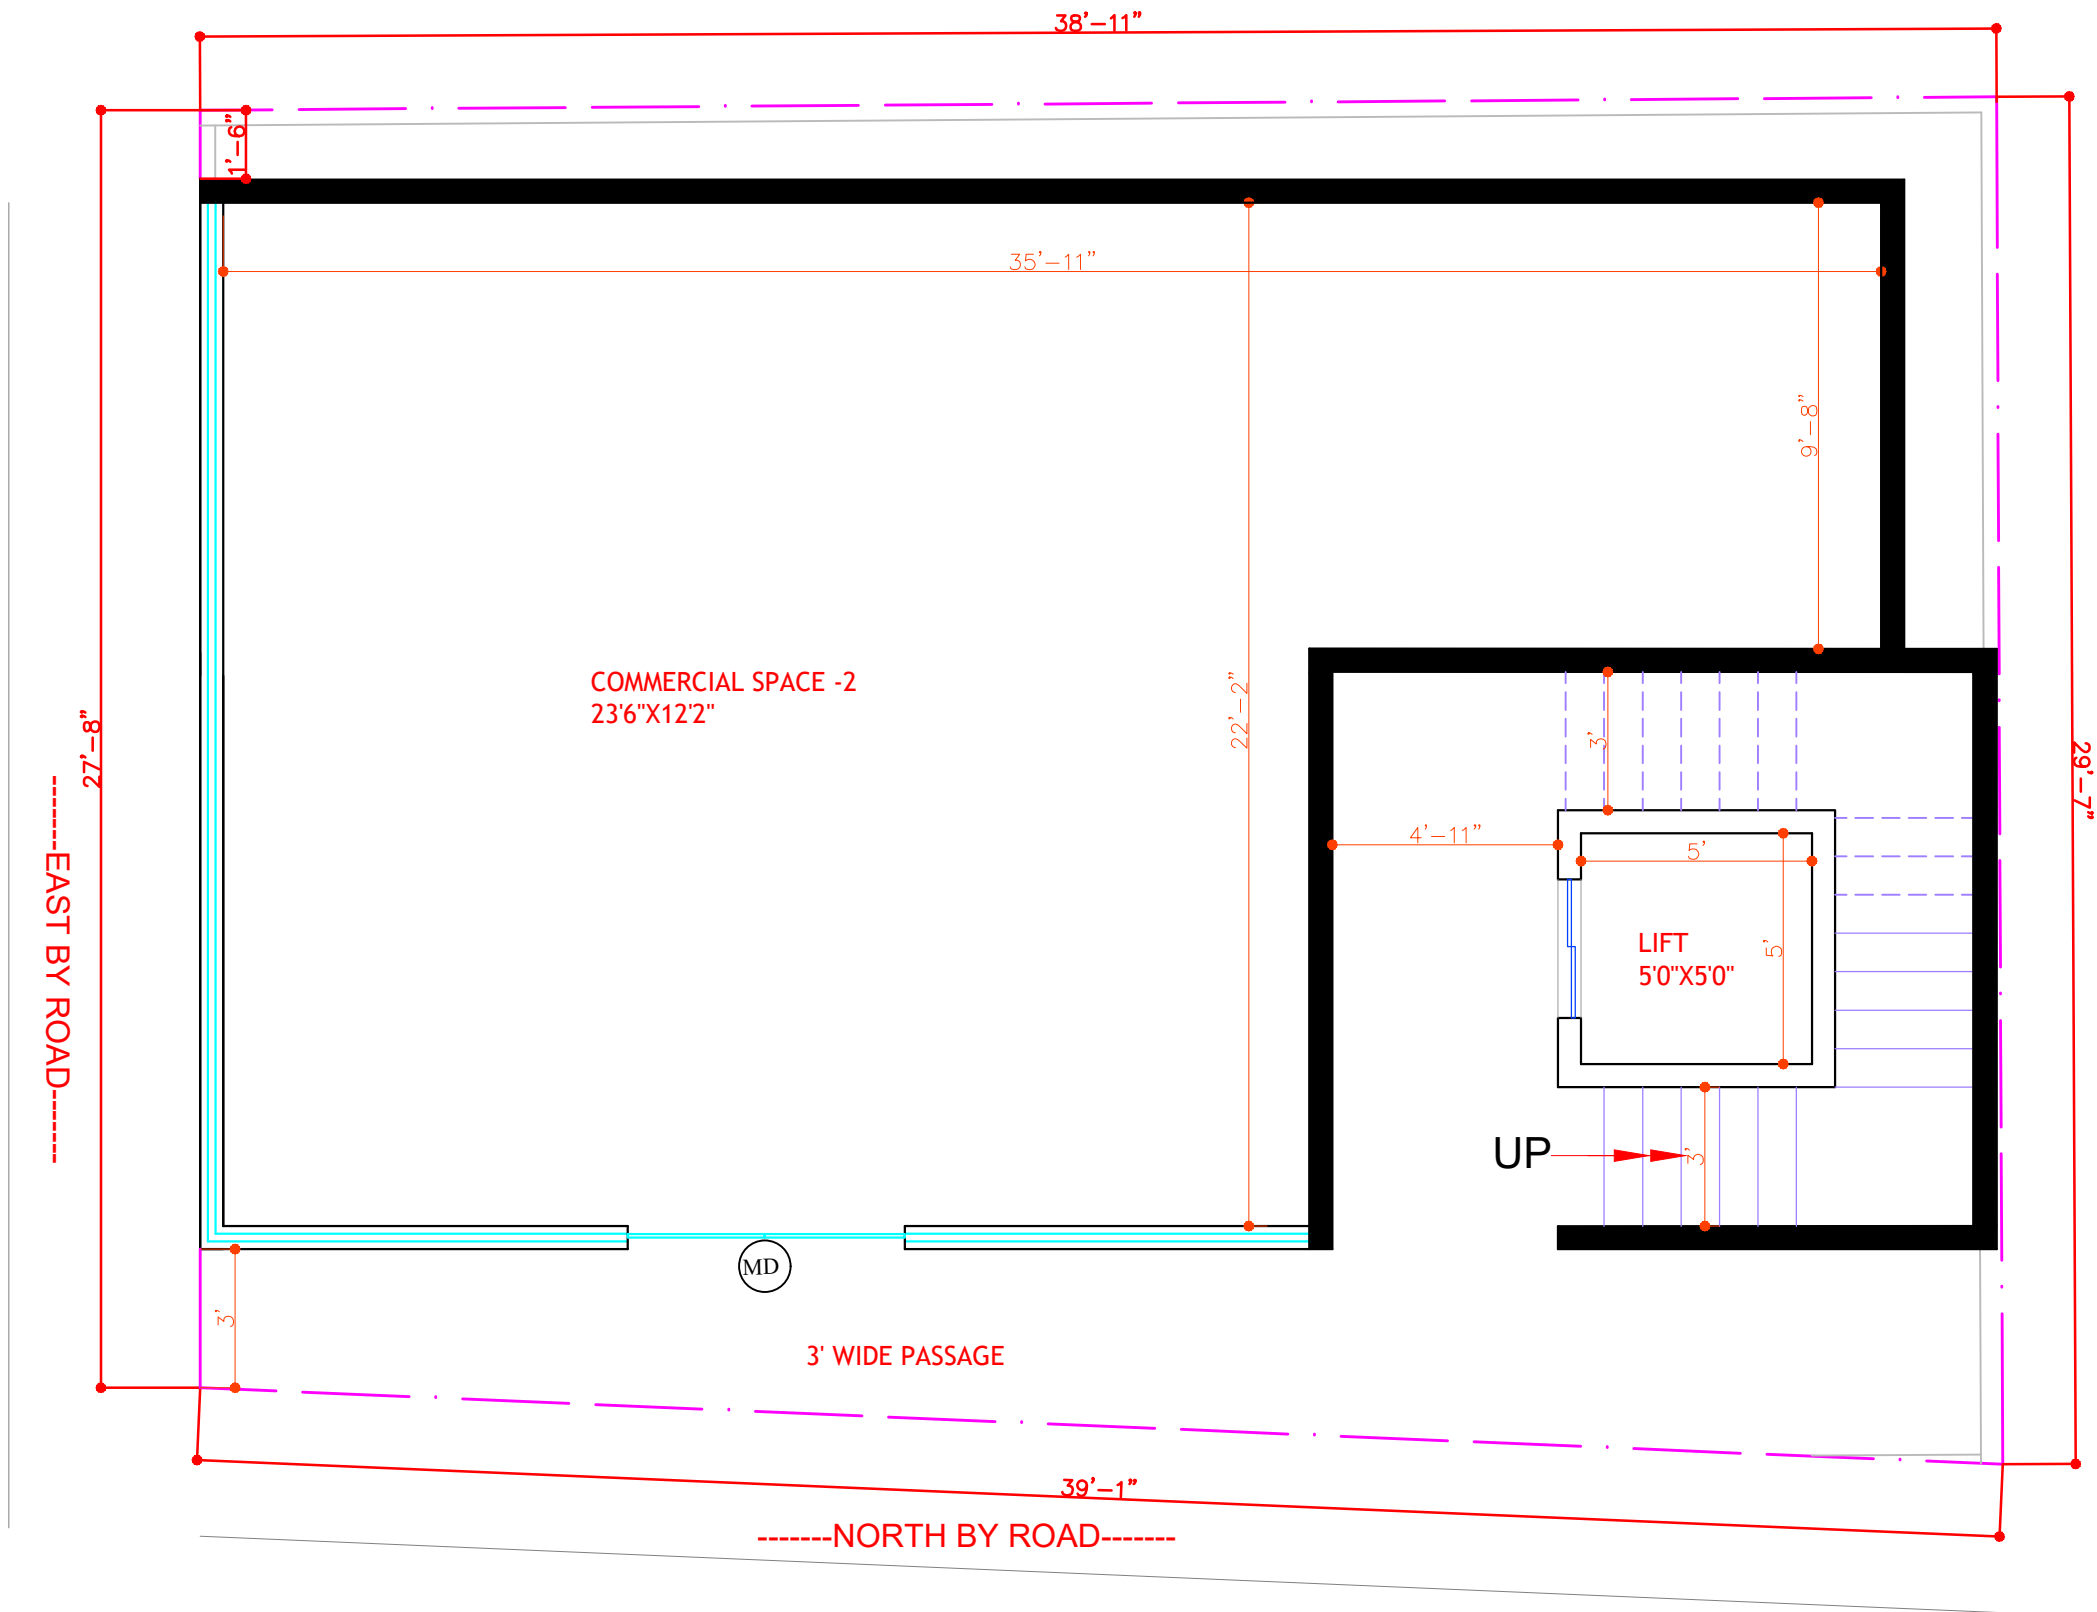 38'-11"
1'-6"
35'-11"
9'-8"
COMMERCIAL SPACE -2
23'6"X12'2"
22'-2"
27'-8"
29'-7"
3'
4'-11"
5'
LIFT
5'0"X5'0"
5'
--------EAST BY ROAD--------
UP
3'
MD
3'
3' WIDE PASSAGE
39'-1"
-------NORTH BY ROAD-------